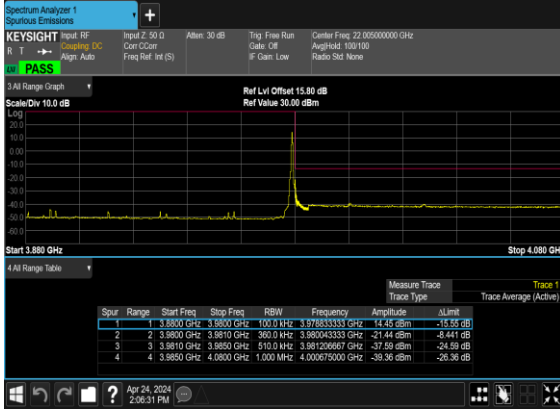 Spectrum Analyzer 1
Spurious Emissions
+
KEYSIGHT Input: RF Input Z: 50 Ω Atten: 30 dB Trig: Free Run Center Freq: 22.005000000 GHz
R T Coupling: DC Corr CCorr Gate: Off Avg|Hold: 100/100
Align: Auto Freq Ref: Int (S) IF Gain: Low Radio Std: None
PASS
3 All Range Graph
Ref Lvl Offset 15.80 dB
Scale/Div 10.0 dB Ref Value 30.00 dBm
Log
20.0
10.0
0.00
-10.0
-20.0
-30.0
-40.0
-50.0
-60.0
Start 3.880 GHz Stop 4.080 GH
4 All Range Table
Measure Trace Trace 1
Trace Type Trace Average (Active)
Spur Range Start Freq Stop Freq RBW Frequency Amplitude ΔLimit
1 1 3.8800 GHz 3.9800 GHz 100.0 kHz 3.978833333 GHz 14.45 dBm -15.55 dB
2 2 3.9800 GHz 3.9810 GHz 360.0 kHz 3.980043333 GHz -21.44 dBm -8.441 dB
3 3 3.9810 GHz 3.9850 GHz 510.0 kHz 3.981206667 GHz -37.59 dBm -24.59 dB
4 4 3.9850 GHz 4.0800 GHz 1.000 MHz 4.000675000 GHz -39.36 dBm -26.36 dB
? Apr 24, 2024
2:06:31 PM